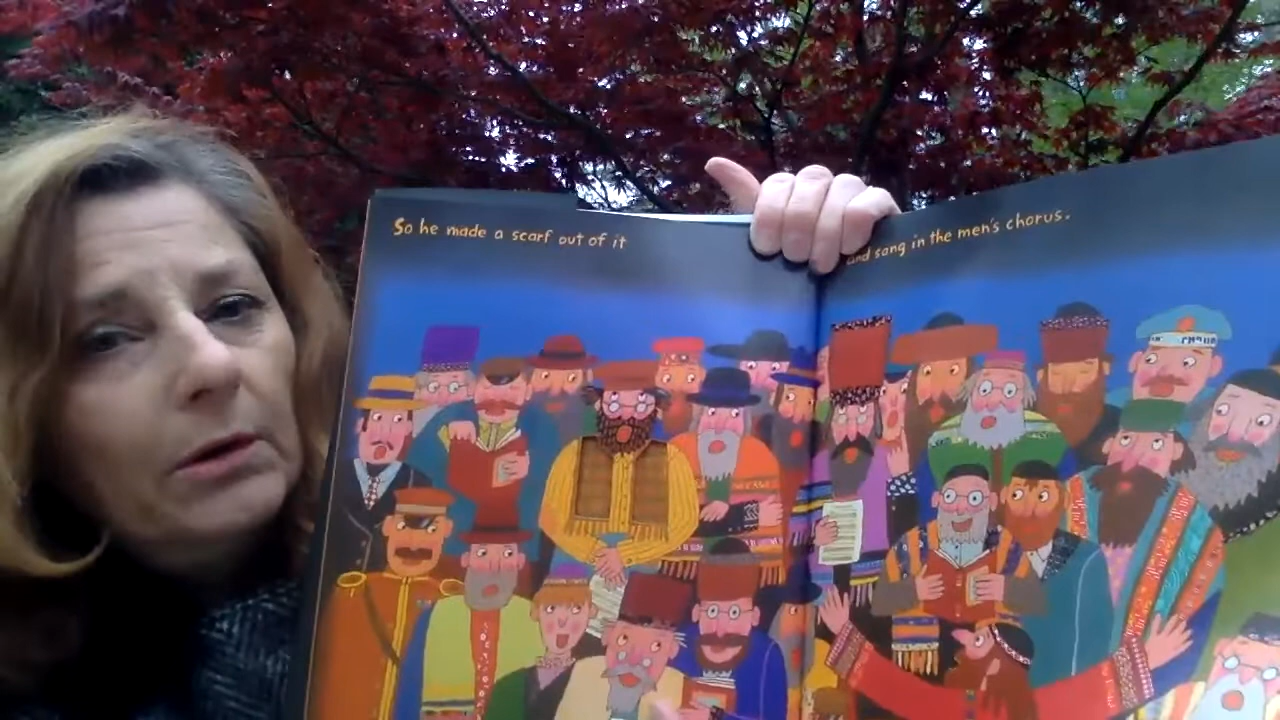 So he made a scarf out of it
and sang in the men's chorus.